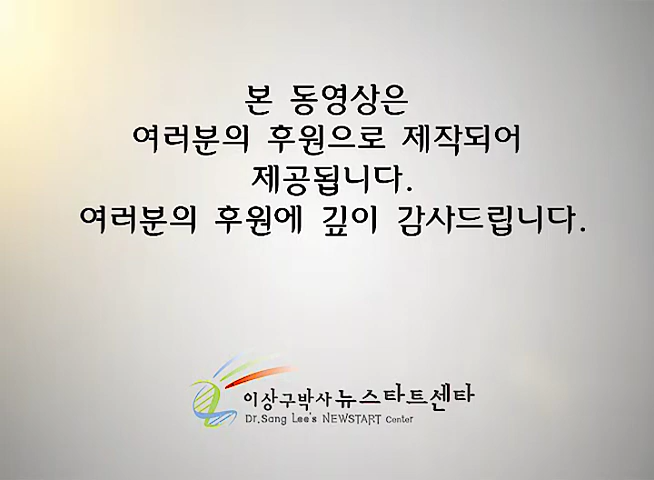 본 동영상은
여러분의 후원으로 제작되어
제공됩니다.
여러분의 후원에 깊이 감사드립니다.
이상구박사 뉴스타트센타
Dr.Sang Lee's NEWSTART Center